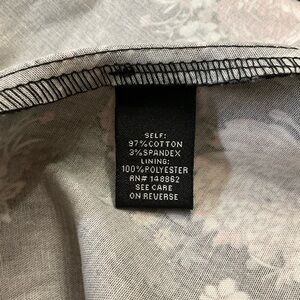 SELF:
97%COTTON
3%SPANDEX
LINING:
100%POLYESTER
RN# 148862
SEE CARE
ON REVERSE